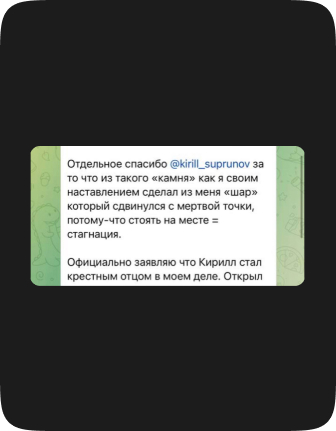 Отдельное спасибо @kirill_suprunov за
то что из такого «камня» как я своим
наставлением сделал из меня «шар»
который сдвинулся с мертвой точки,
потому-что стоять на месте =
стагнация.
Официально заявляю что Кирилл стал
крестным отцом в моем деле. Открыл